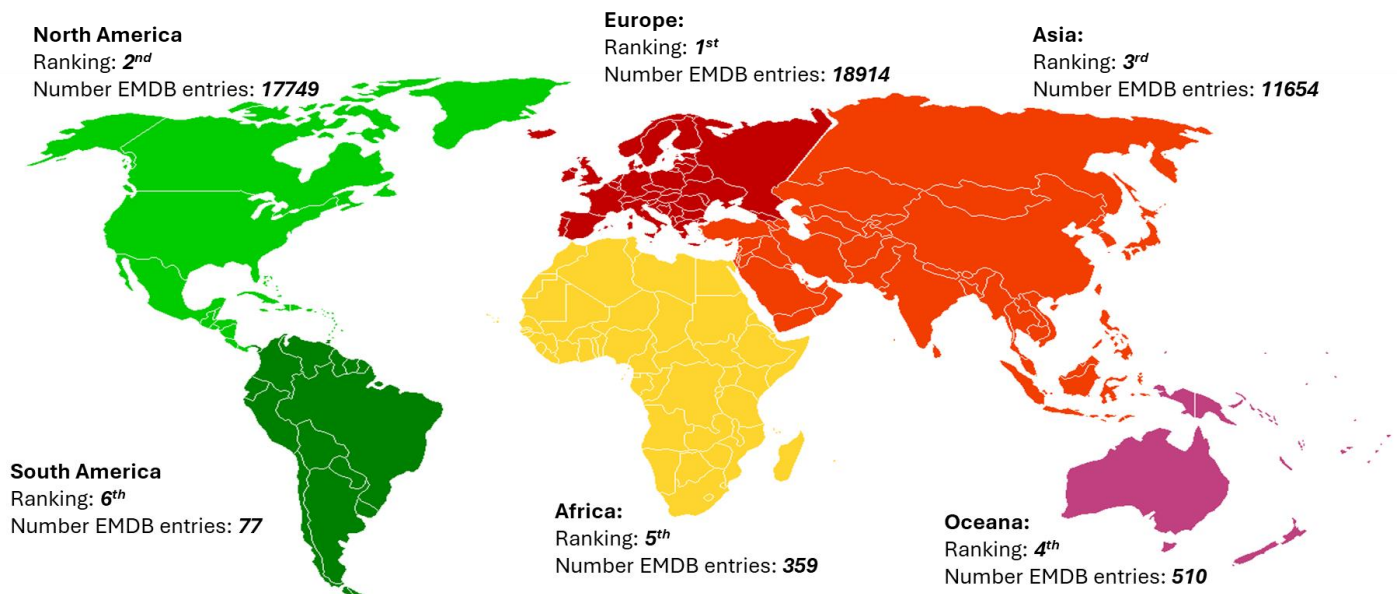 North America
Ranking: 2nd
Number EMDB entries: 17749
Europe:
Ranking: 1st
Number EMDB entries: 18914
Asia:
Ranking: 3rd
Number EMDB entries: 11654
South America
Ranking: 6th
Number EMDB entries: 77
Africa:
Ranking: 5th
Number EMDB entries: 359
Oceana:
Ranking: 4th
Number EMDB entries: 510